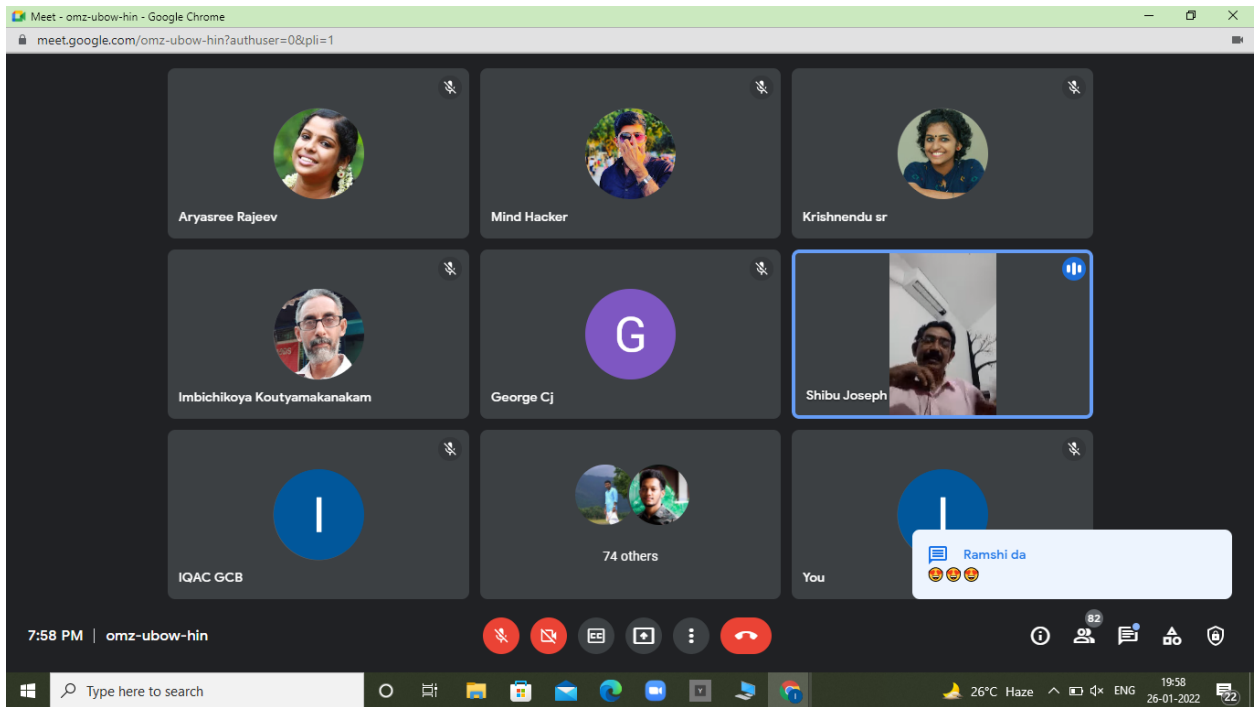 Meet - omz-ubow-hin - Google Chrome
meet.google.com/omz-ubow-hin?authuser=0&pli=1
Aryasree Rajeev
Mind Hacker
Krishnendu sr
Imbichikoya Koutyamakanakam
G
George Cj
Shibu Joseph
I
IQAC GCB
74 others
I
You
Ramshi da
7:58 PM | omz-ubow-hin
CC
82
Type here to search
26°C Haze
ENG
19:58
26-01-2022
22